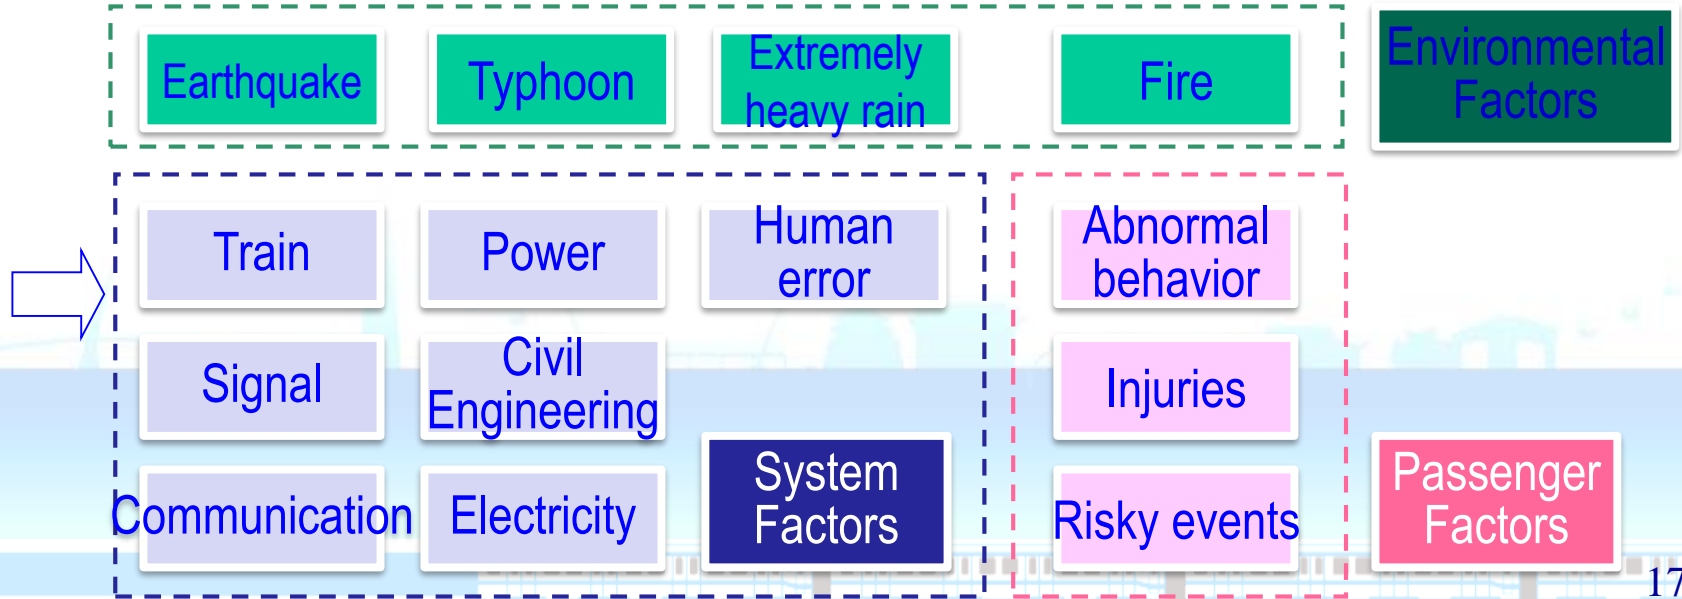 Earthquake
Typhoon
Extremely
heavy rain
Fire
Environmental
Factors
Train
Power
Human
error
Signal
Civil
Engineering
Communication
Electricity
System
Factors
Abnormal
behavior
Injuries
Risky events
Passenger
Factors
17